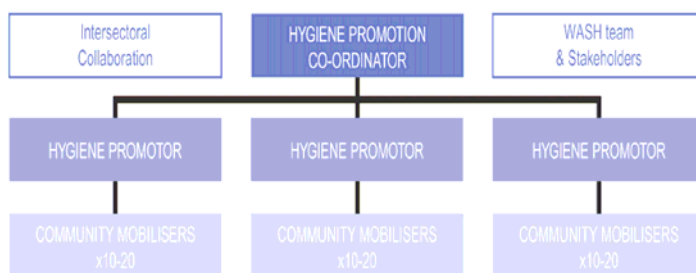 Intersectoral
Collaboration
HYGIENE PROMOTION
CO-ORDINATOR
WASH team
& Stakeholders
HYGIENE PROMOTOR
HYGIENE PROMOTOR
HYGIENE PROMOTOR
COMMUNITY MOBILISERS
x10-20
COMMUNITY MOBILISERS
x10-20
COMMUNITY MOBILISERS
x10-20